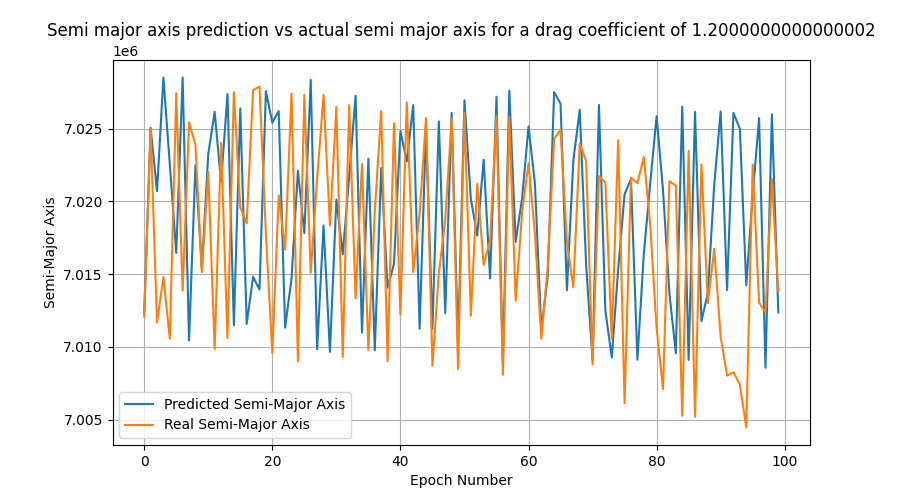 Semi major axis prediction vs actual semi major axis for a drag coefficient of 1.2000000000000002
1e6
7.025
7.020
7.015
7.010
7.005
Semi-Major Axis
Predicted Semi-Major Axis
Real Semi-Major Axis
0 20 40 60 80 100
Epoch Number